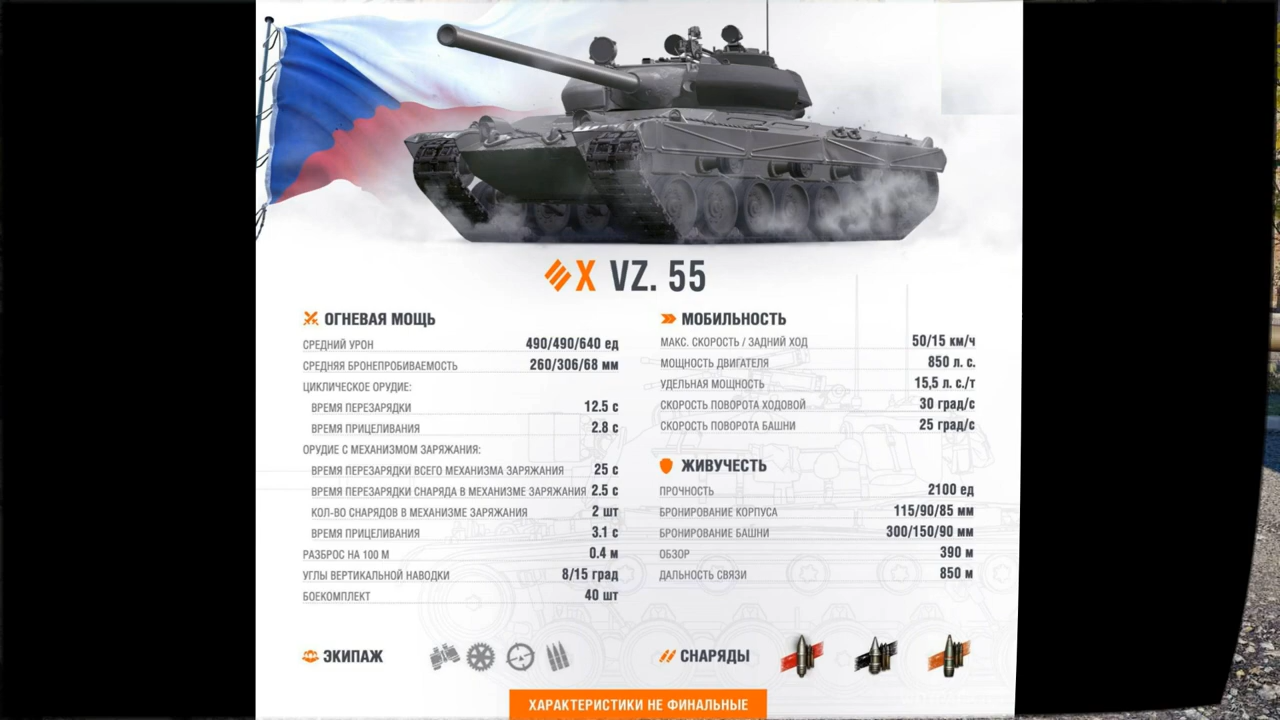 X VZ. 55
ОГНЕВАЯ МОЩЬ
СРЕДНИЙ УРОН 490/490/640 ед
СРЕДНЯЯ БРОНЕПРОБИВАЕМОСТЬ 260/306/68 мм
ЦИКЛИЧЕСКОЕ ОРУДИЕ:
ВРЕМЯ ПЕРЕЗАРЯДКИ 12.5 с
ВРЕМЯ ПРИЦЕЛИВАНИЯ 2.8 с
ОРУДИЕ С МЕХАНИЗМОМ ЗАРЯЖАНИЯ:
ВРЕМЯ ПЕРЕЗАРЯДКИ ВСЕГО МЕХАНИЗМА ЗАРЯЖАНИЯ 25 с
ВРЕМЯ ПЕРЕЗАРЯДКИ СНАРЯДА В МЕХАНИЗМЕ ЗАРЯЖАНИЯ 2.5 с
КОЛ-ВО СНАРЯДОВ В МЕХАНИЗМЕ ЗАРЯЖАНИЯ 2 шт
ВРЕМЯ ПРИЦЕЛИВАНИЯ 3.1 с
РАЗБРОС НА 100 М 0.4 м
УГЛЫ ВЕРТИКАЛЬНОЙ НАВОДКИ 8/15 град
БОЕКОМПЛЕКТ 40 шт
МОБИЛЬНОСТЬ
МАКС. СКОРОСТЬ / ЗАДНИЙ ХОД 50/15 км/ч
МОЩНОСТЬ ДВИГАТЕЛЯ 850 л. с.
УДЕЛЬНАЯ МОЩНОСТЬ 15,5 л. с./т
СКОРОСТЬ ПОВОРОТА ХОДОВОЙ 30 град/с
СКОРОСТЬ ПОВОРОТА БАШНИ 25 град/с
ЖИВУЧЕСТЬ
ПРОЧНОСТЬ 2100 ед
БРОНИРОВАНИЕ КОРПУСА 115/90/85 мм
БРОНИРОВАНИЕ БАШНИ 300/150/90 мм
ОБЗОР 390 м
ДАЛЬНОСТЬ СВЯЗИ 850 м
ЭКИПАЖ
СНАРЯДЫ
ХАРАКТЕРИСТИКИ НЕ ФИНАЛЬНЫЕ